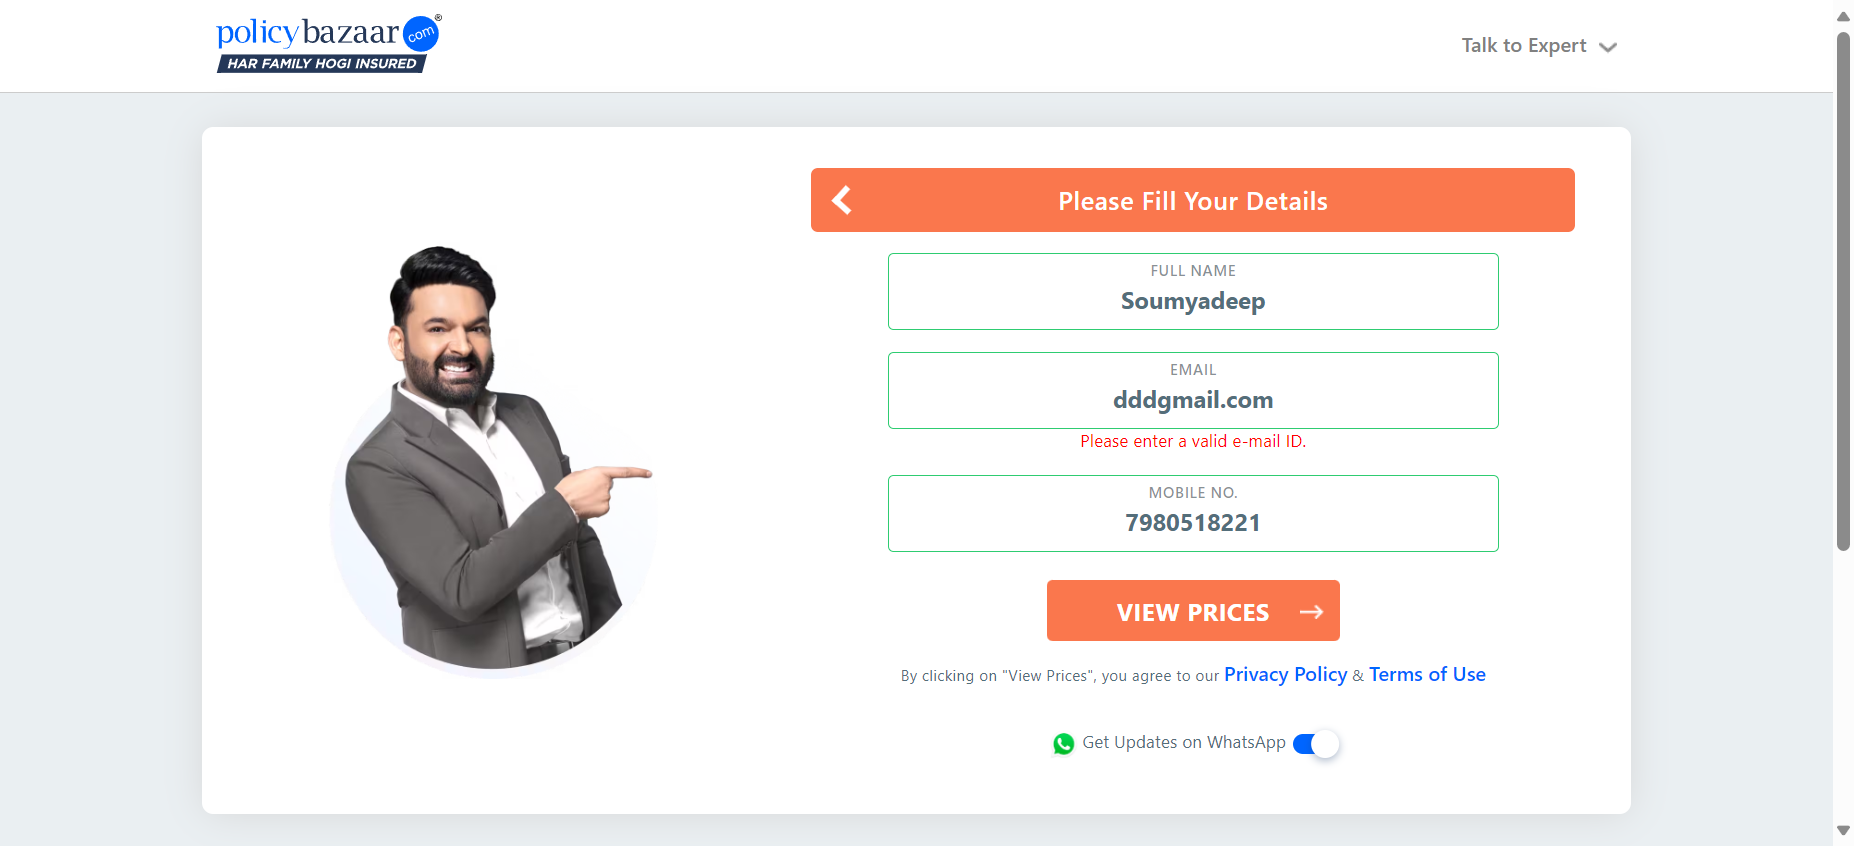 policybazaar com®
HAR FAMILY HOGI INSURED
Talk to Expert
Please Fill Your Details
FULL NAME
Soumyadeep
EMAIL
dddgmail.com
Please enter a valid e-mail ID.
MOBILE NO.
7980518221
VIEW PRICES
By clicking on "View Prices", you agree to our Privacy Policy & Terms of Use
Get Updates on WhatsApp